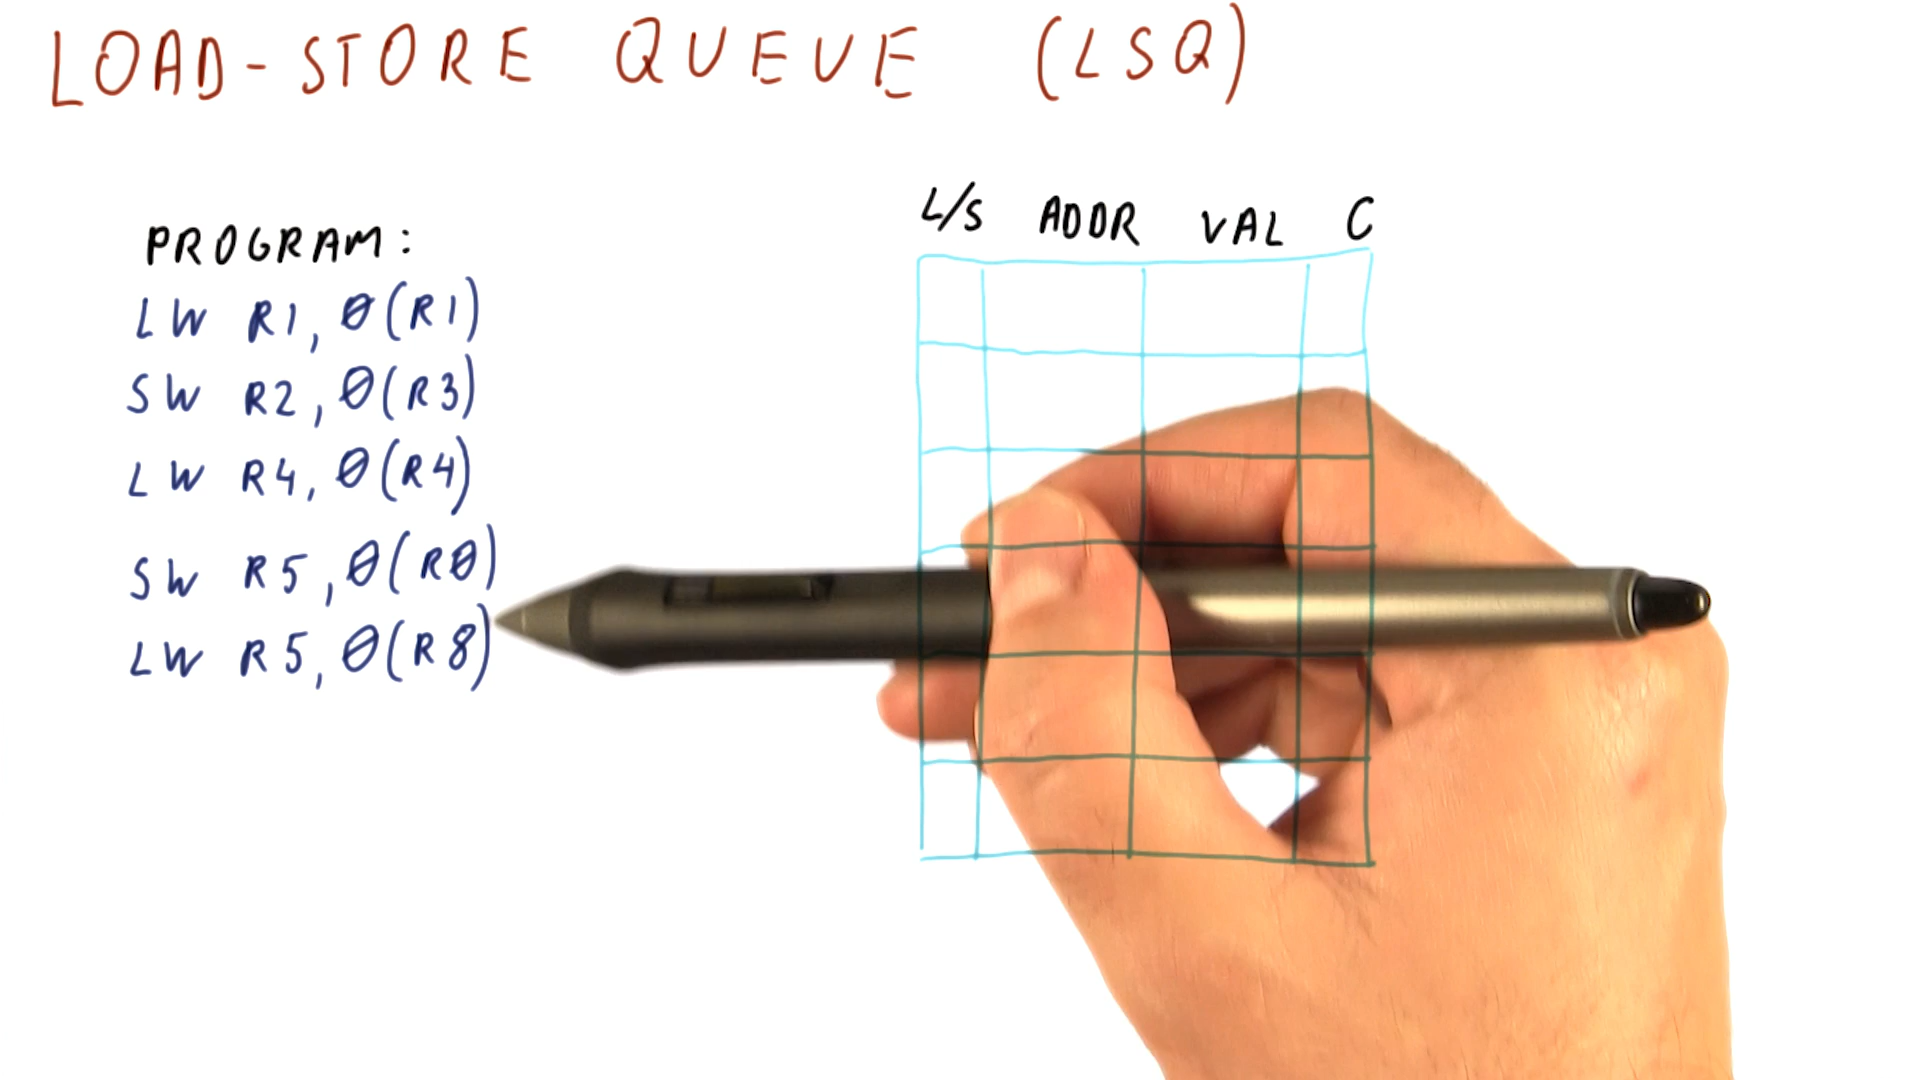 LOAD-STORE QUEUE (LSQ)
L/S ADDR VAL C
PROGRAM:
LW R1, 0(R1)
SW R2, 0(R3)
LW R4, 0(R4)
SW R5, 0(R0)
LW R5, 0(R8)